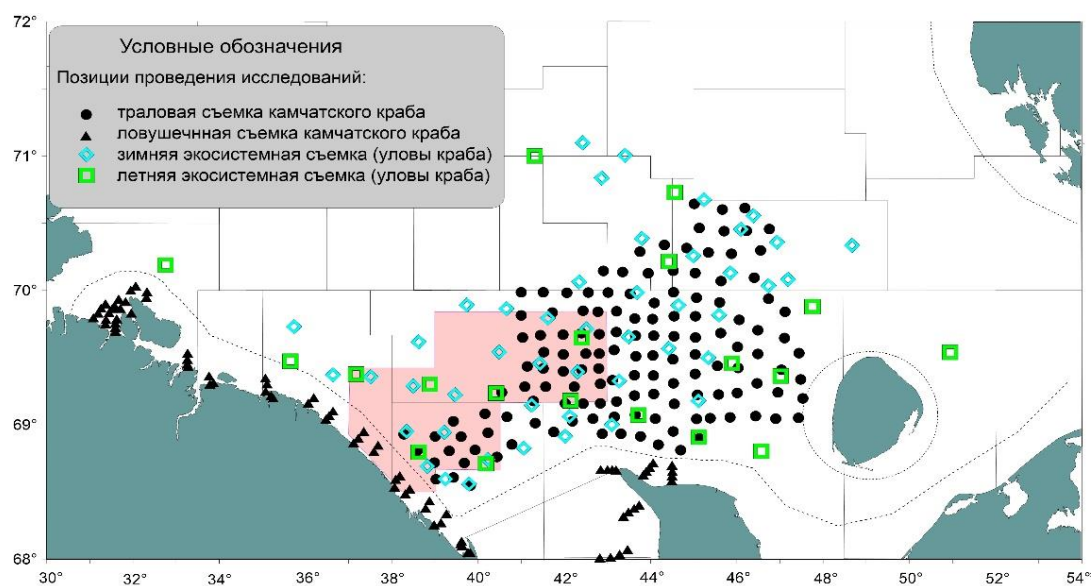 72°
Условные обозначения
Позиции проведения исследований:
траловая съемка камчатского краба
ловушечнная съемка камчатского краба
зимняя экосистемная съемка (уловы краба)
летняя экосистемная съемка (уловы краба)
71°
70°
69°
68°
30° 32° 34° 36° 38° 40° 42° 44° 46° 48° 50° 52° 54°